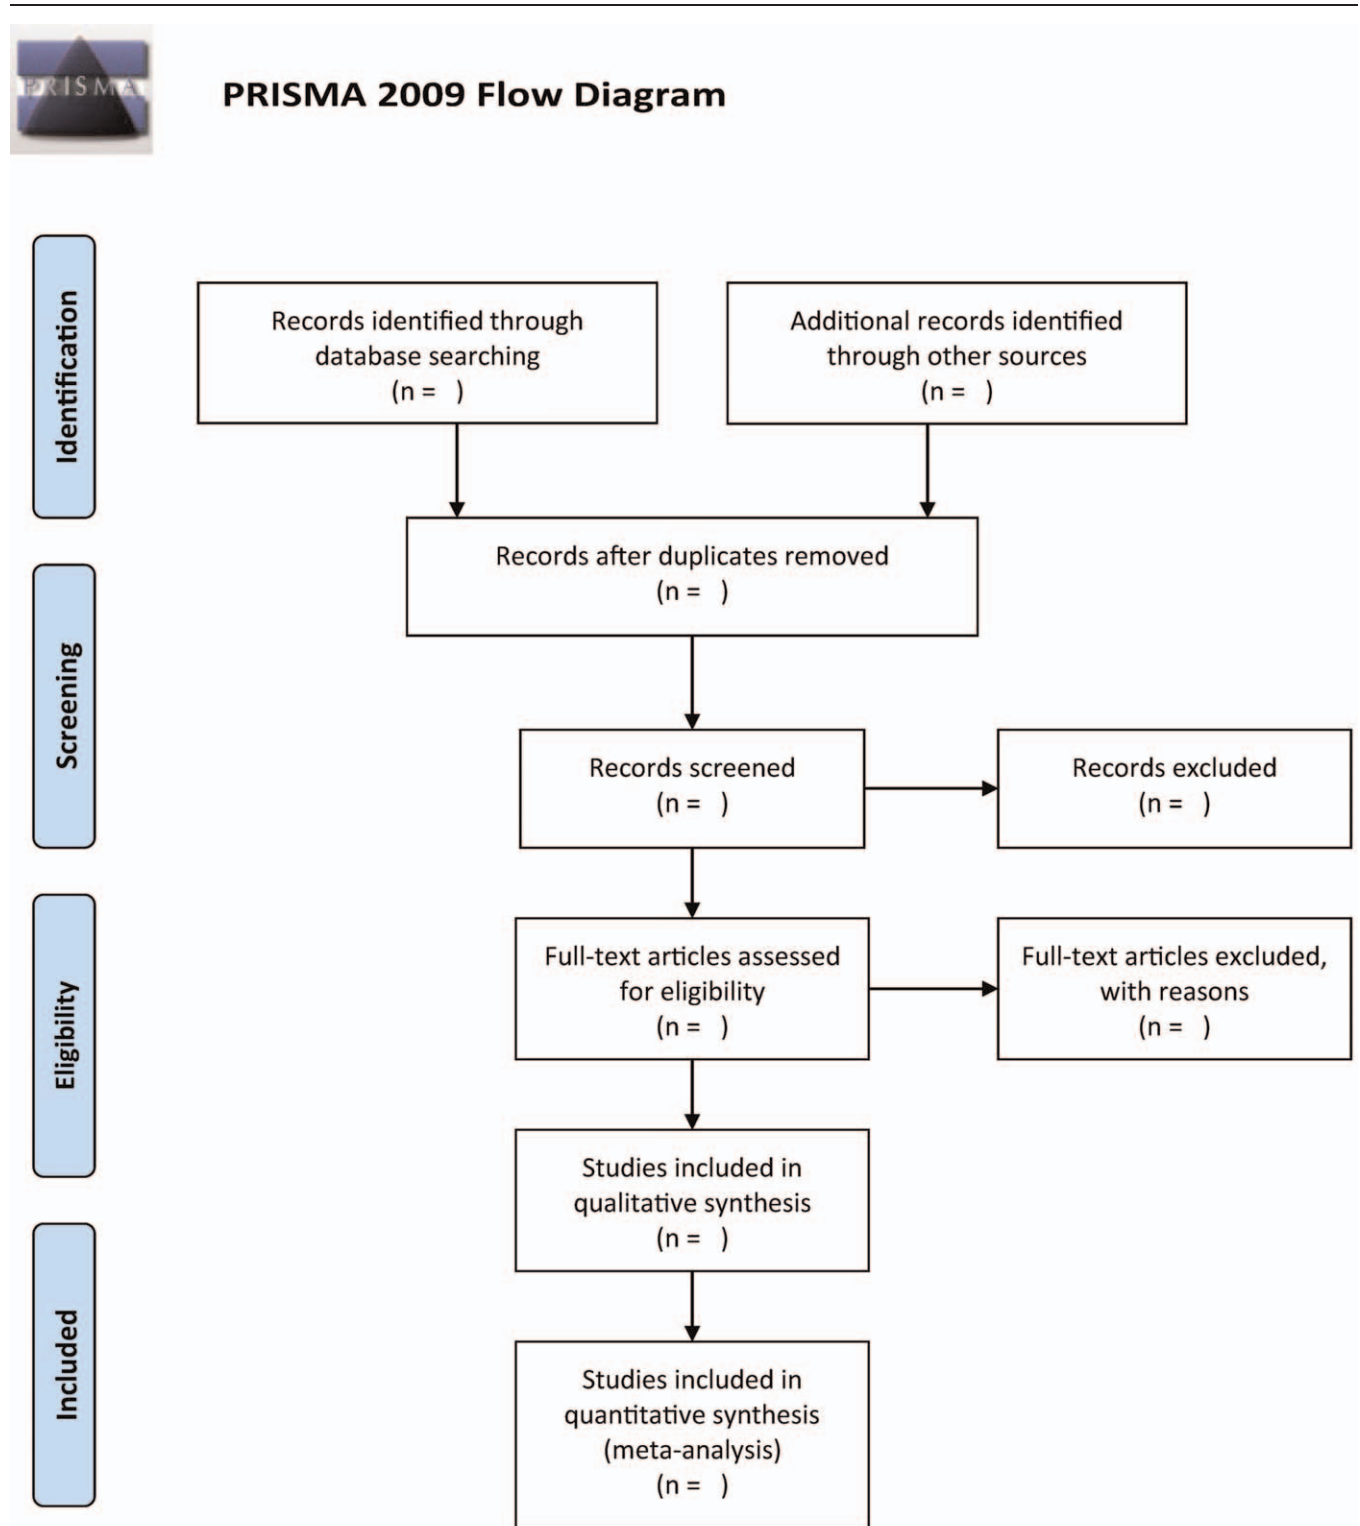 PRISMA
PRISMA 2009 Flow Diagram
Identification
Records identified through
database searching
(n =   )
Additional records identified
through other sources
(n =   )
Records after duplicates removed
(n =   )
Screening
Records screened
(n =   )
Records excluded
(n =   )
Eligibility
Full-text articles assessed
for eligibility
(n =   )
Full-text articles excluded,
with reasons
(n =   )
Studies included in
qualitative synthesis
(n =   )
Included
Studies included in
quantitative synthesis
(meta-analysis)
(n =   )